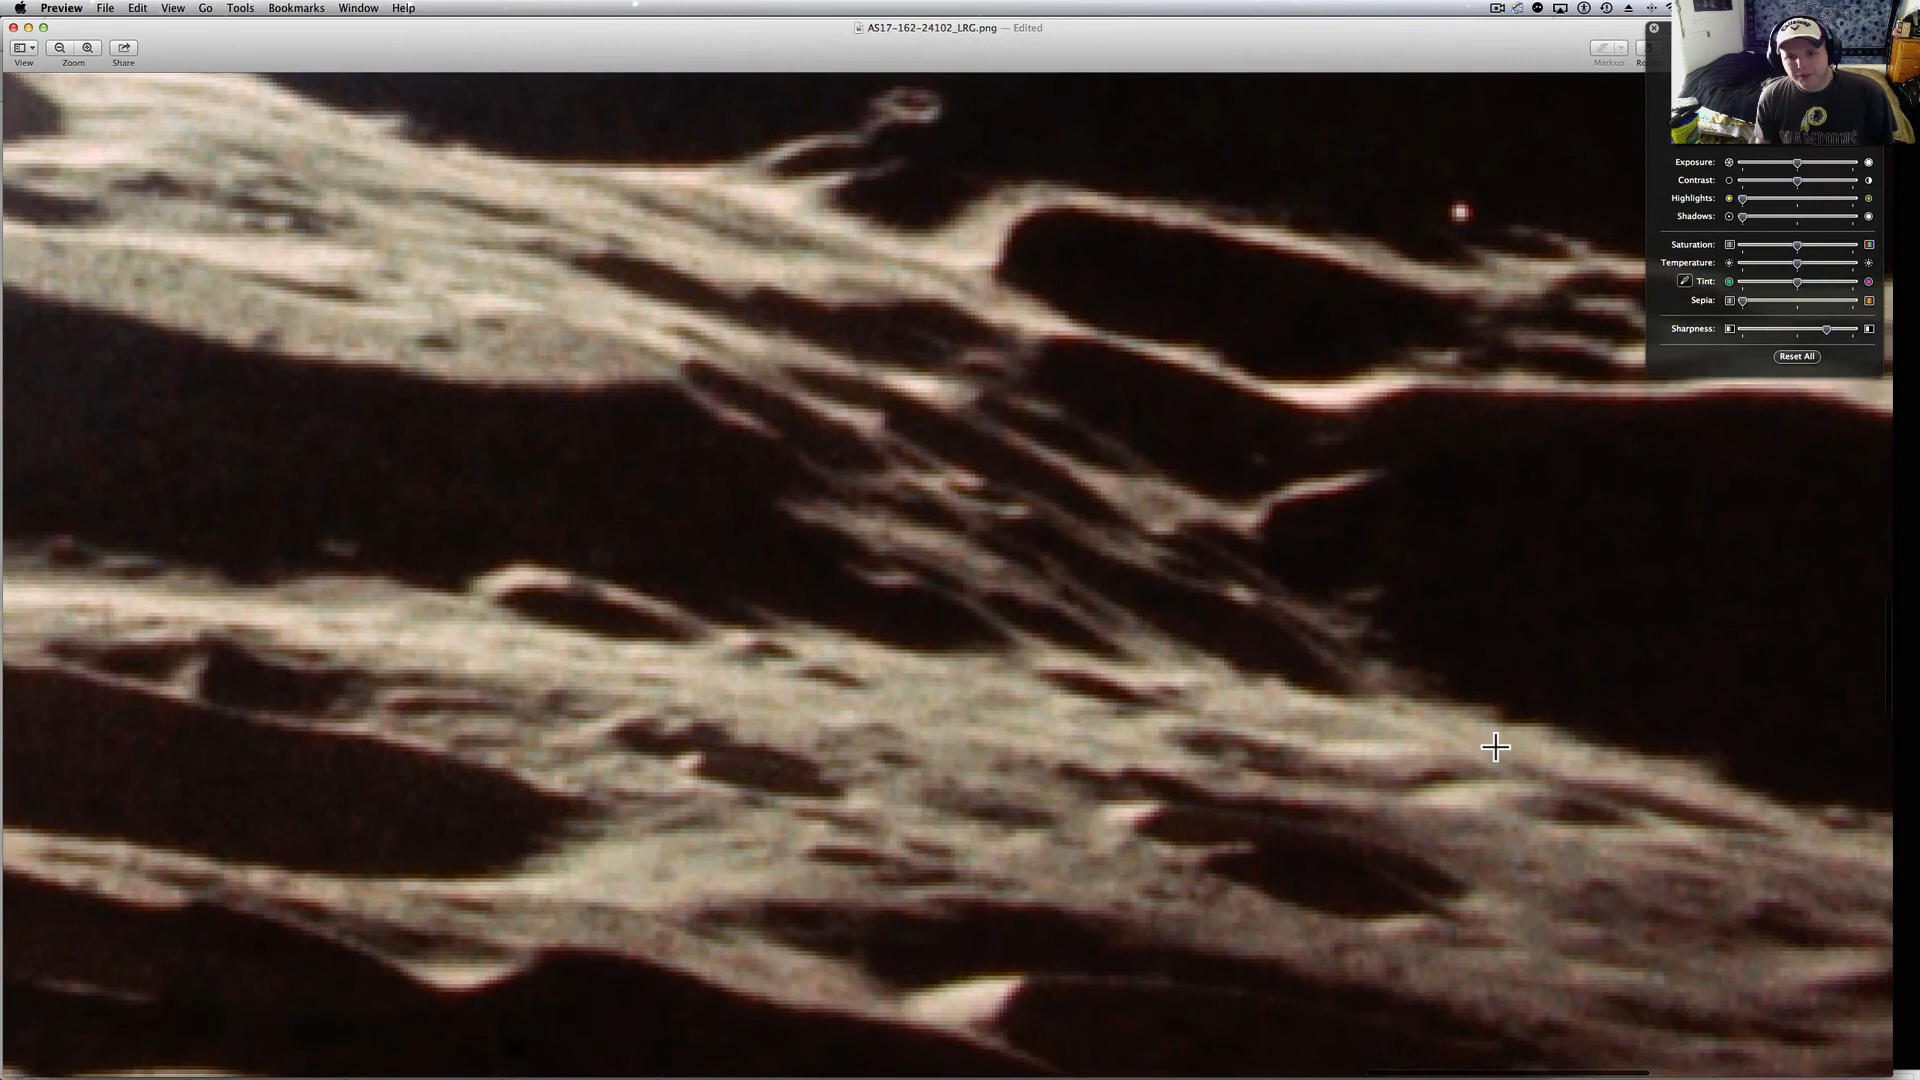 Preview File Edit View Go Tools Bookmarks Window Help
AS17-162-24102_LRG.png — Edited
View Zoom Share Markup
Callaway
Exposure:
Contrast:
Highlights:
Shadows:
Saturation:
Temperature:
Tint:
Sepia:
Sharpness:
Reset All